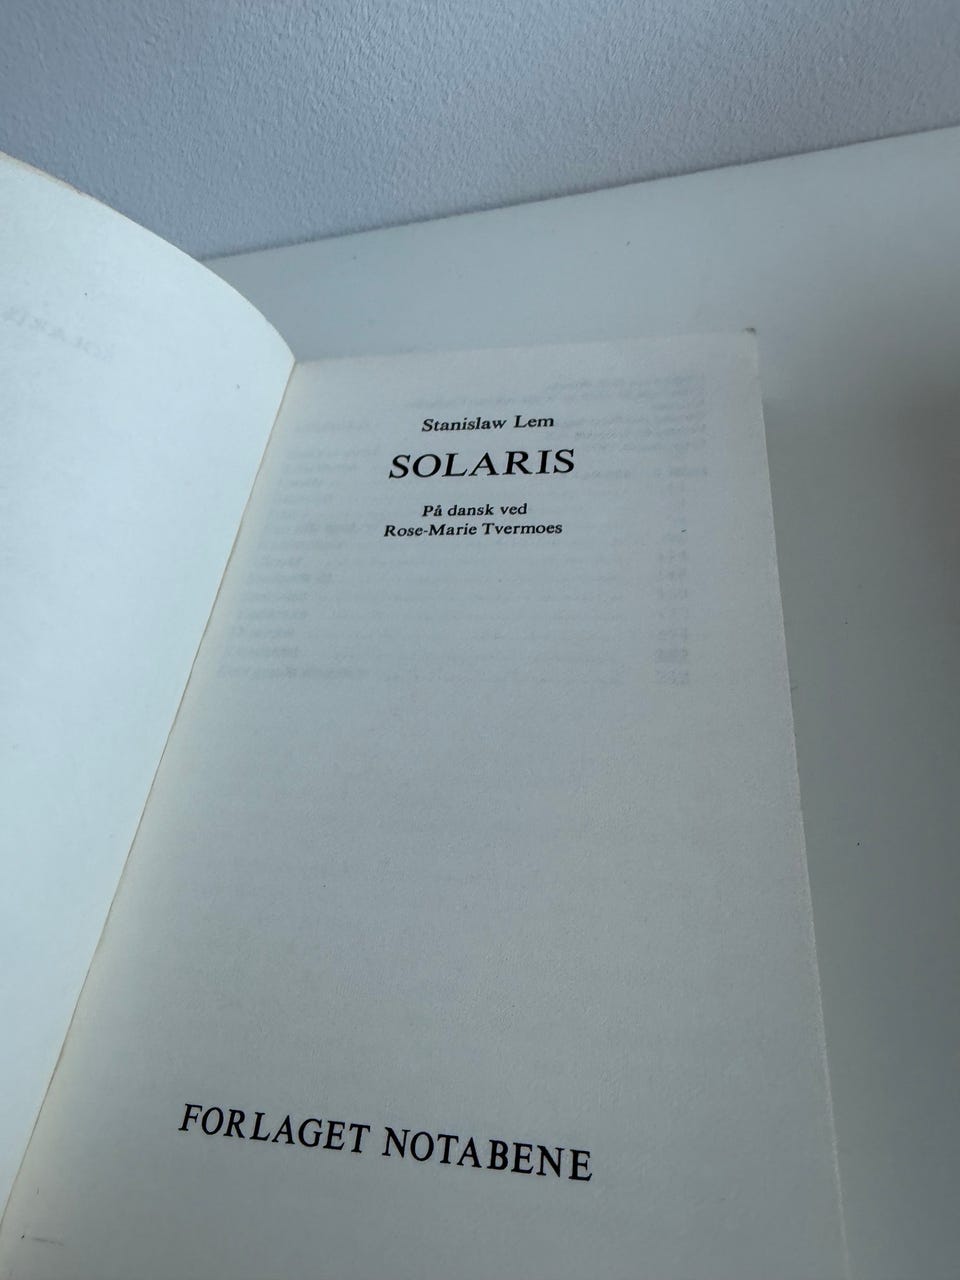 Stanislaw Lem
SOLARIS
På dansk ved
Rose-Marie Tvermoes
FORLAGET NOTABENE